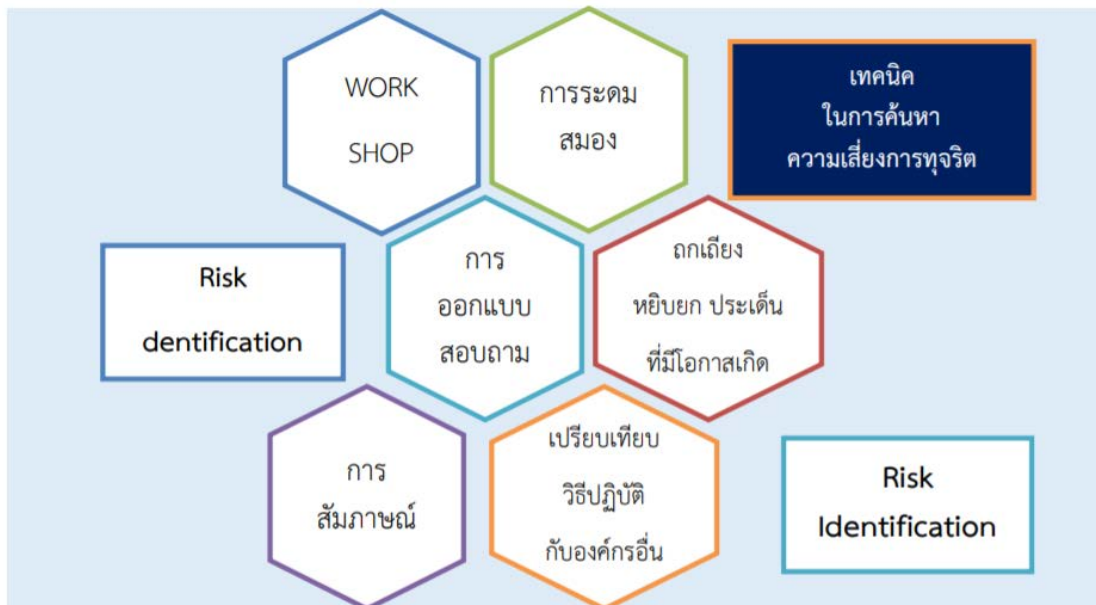 WORK
SHOP
การระดม
สมอง
เทคนิค
ในการค้นหา
ความเสี่ยงการทุจริต
Risk
dentification
การ
ออกแบบ
สอบถาม
ถกเถียง
หยิบยก ประเด็น
ที่มีโอกาสเกิด
การ
สัมภาษณ์
เปรียบเทียบ
วิธีปฏิบัติ
กับองค์กรอื่น
Risk
Identification